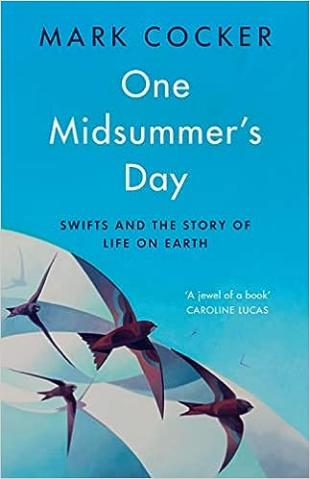 MARK COCKER
One
Midsummer's
Day
SWIFTS AND THE STORY OF
LIFE ON EARTH
'A jewel of a book'
CAROLINE LUCAS